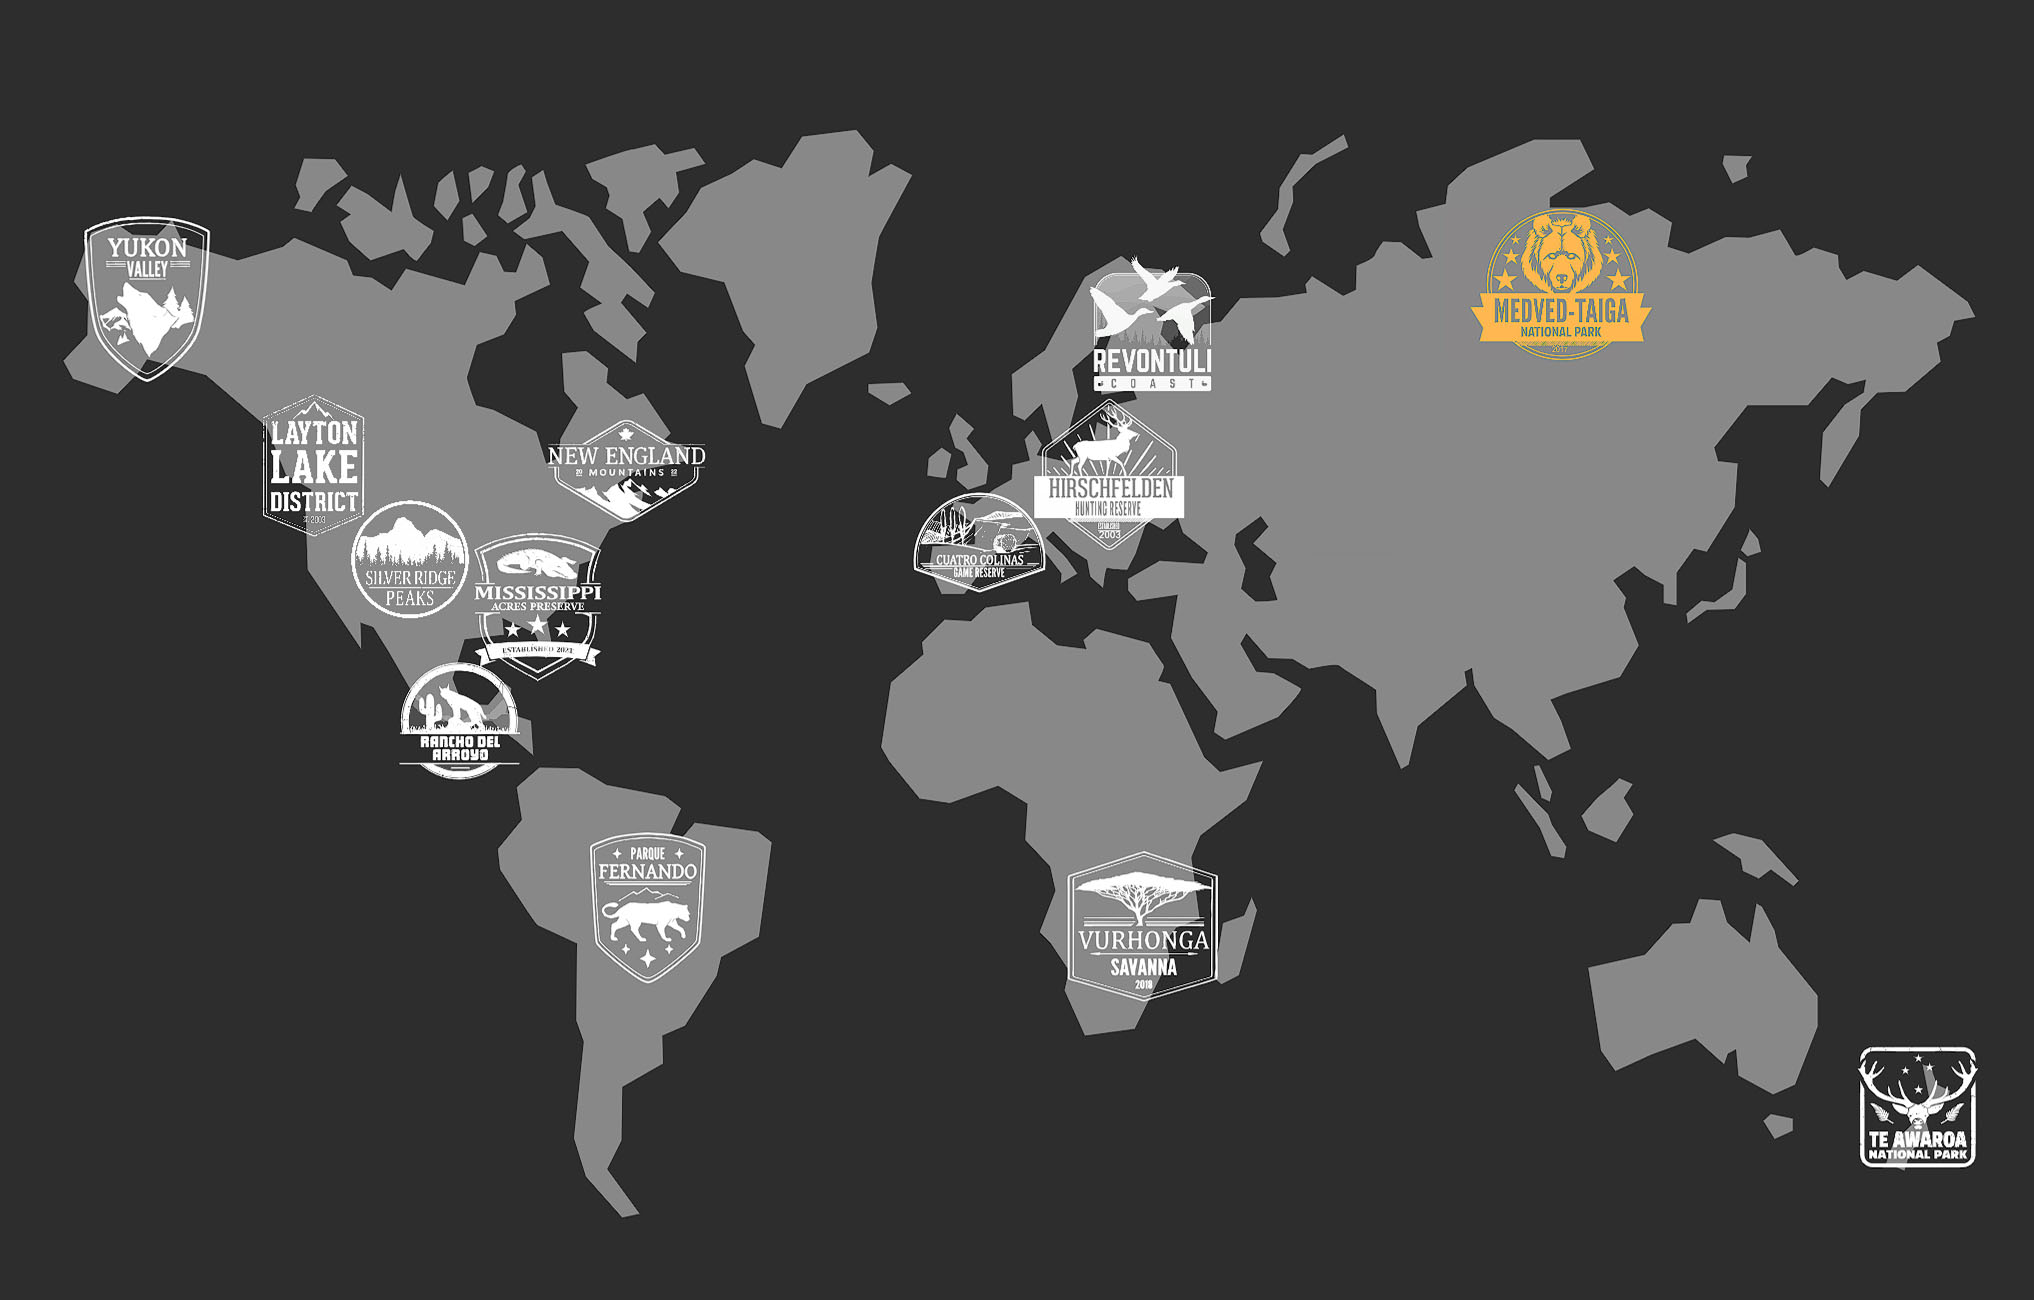 YUKON
VALLEY
LAYTON
LAKE
DISTRICT
2003
NEW ENGLAND
20 MOUNTAINS 22
SILVER RIDGE
PEAKS
MISSISSIPPI
ACRES PRESERVE
ESTABLISHED 2021
RANCHO DEL
ARROYO
PARQUE
FERNANDO
REVONTULI
COAST
HIRSCHFELDEN
HUNTING RESERVE
ESTABLISHED
2003
CUATRO COLINAS
GAME RESERVE
VURHONGA
SAVANNA
2018
MEDVED-TAIGA
NATIONAL PARK
2017
TE AWAROA
NATIONAL PARK